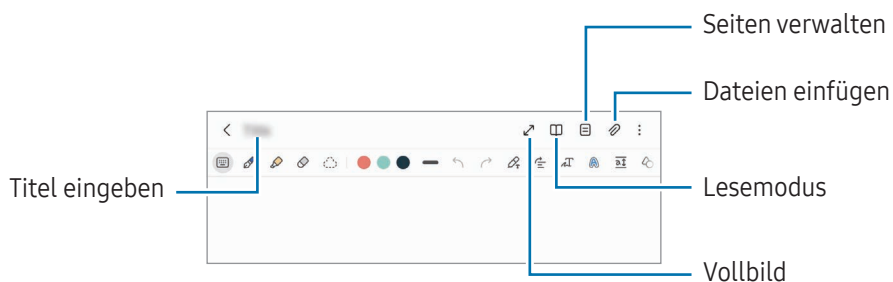 Seiten verwalten
Dateien einfügen
Titel eingeben
Lesemodus
Vollbild